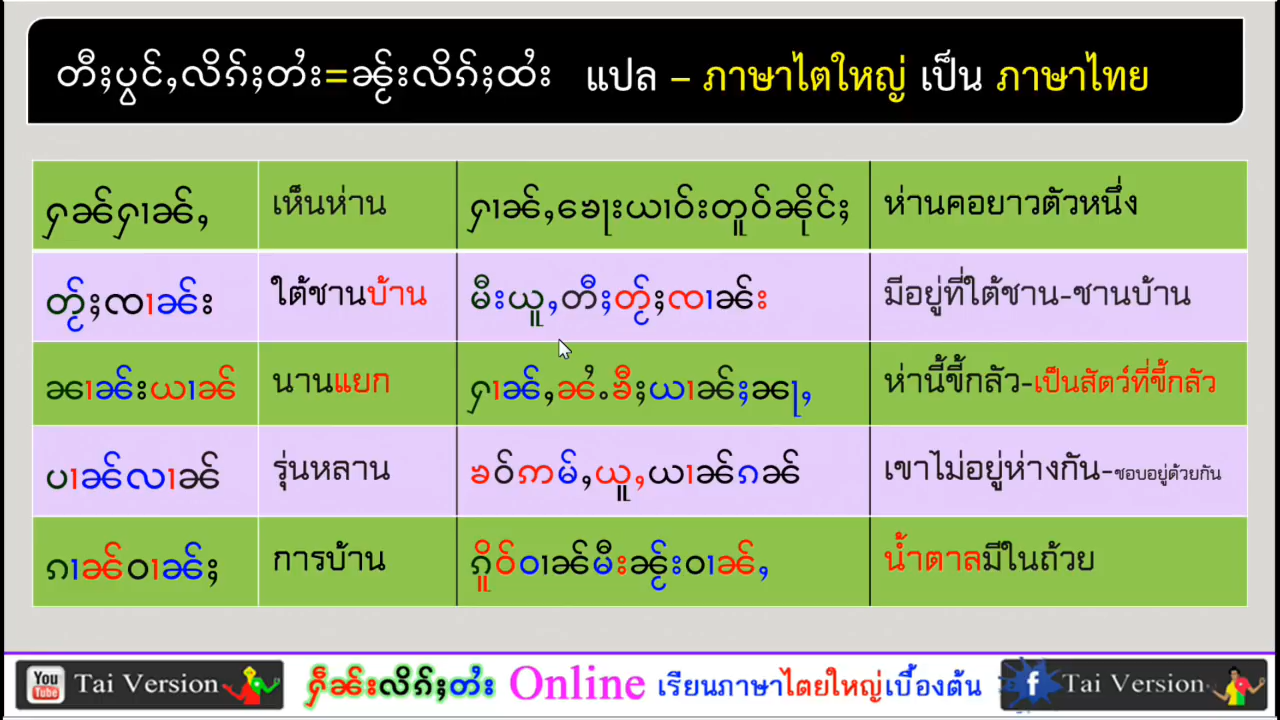 တီႈပွင်ႇလိၵ်ႈတႆး=ၼႂ်းလိၵ်ႈထႆး แปล – ภาษาไตใหญ่ เป็น ภาษาไทย
ႁၼ်ႁၢၼ်ႇ เห็นห่าน ႁၢၼ်ႇၶေႃးယၢဝ်းတူဝ်ၼိုင်ႈ ห่านคอยาวตัวหนึ่ง
တႂ်ႈၸၢၼ်း ใต้ชานบ้าน မီးယူႇတီႈတႂ်ႈၸၢၼ်း มีอยู่ที่ใต้ชาน-ชานบ้าน
ၼၢၼ်းယၢၼ် นานแยก ႁၢၼ်ႇၼႆႉၶီႈယၢၼ်ႈၼႃႇ ห่านี้ขี้กลัว-เป็นสัตว์ที่ขี้กลัว
ပၢၼ်လၢၼ် รุ่นหลาน ၶဝ်ဢမ်ႇယူႇယၢၼ်ၵၼ် เขาไม่อยู่ห่างกัน-ชอบอยู่ด้วยกัน
ၵၢၼ်ဝၢၼ်ႈ การบ้าน ၵိူဝ်ဝၢၼ်မီးၼႂ်းဝၢၼ်ႇ น้ำตาลมีในถ้วย
You Tube Tai Version ႁဵၼ်းလိၵ်ႈတႆး Online เรียนภาษาไตยใหญ่เบื้องต้น f Tai Version